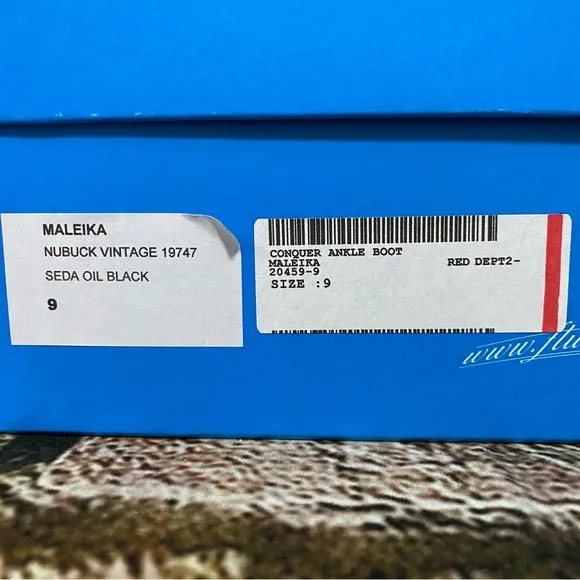 MALEIKA
NUBUCK VINTAGE 19747
SEDA OIL BLACK
9
CONQUER ANKLE BOOT
MALEIKA RED DEPT2-
20459-9
SIZE :9